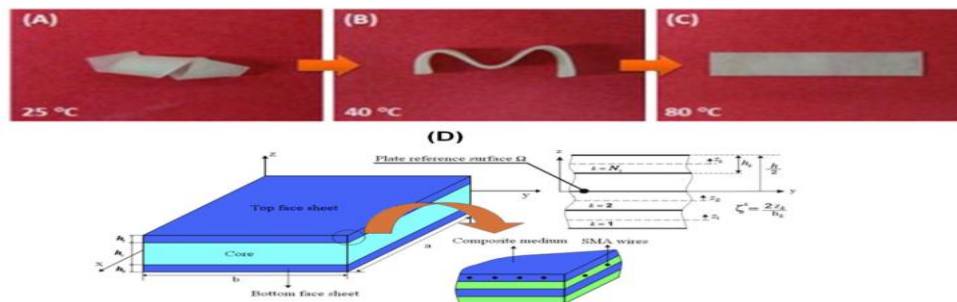 (A)
(B)
(C)
25 °C
40 °C
80 °C
(D)
z
Plate reference surface Ω
z
h/2
k = N
y
y
Top face sheet
k = 2
k = 1
Core
a
x
b
Composite medium
SMA wires
Bottom face sheet